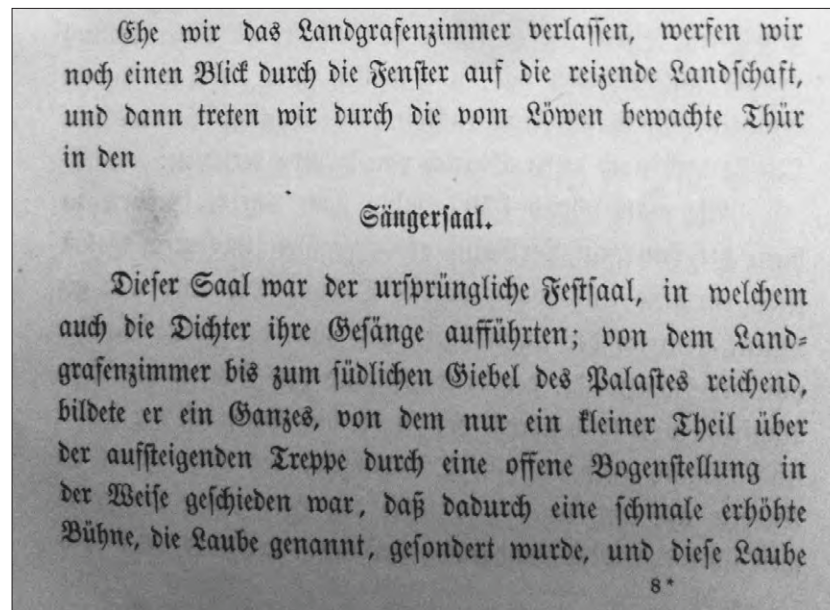 Ehe wir das Landgrafenzimmer verlassen, werfen wir
noch einen Blick durch die Fenster auf die reizende Landschaft,
und dann treten wir durch die vom Löwen bewachte Thür
in den
Sängersaal.
Dieser Saal war der ursprüngliche Festsaal, in welchem
auch die Dichter ihre Gesänge aufführten; von dem Land-
grafenzimmer bis zum südlichen Giebel des Palastes reichend,
bildete er ein Ganzes, von dem nur ein kleiner Theil über
der aufsteigenden Treppe durch eine offene Bogenstellung in
der Weise geschieden war, daß dadurch eine schmale erhöhte
Bühne, die Laube genannt, gesondert wurde, und diese Laube
8*